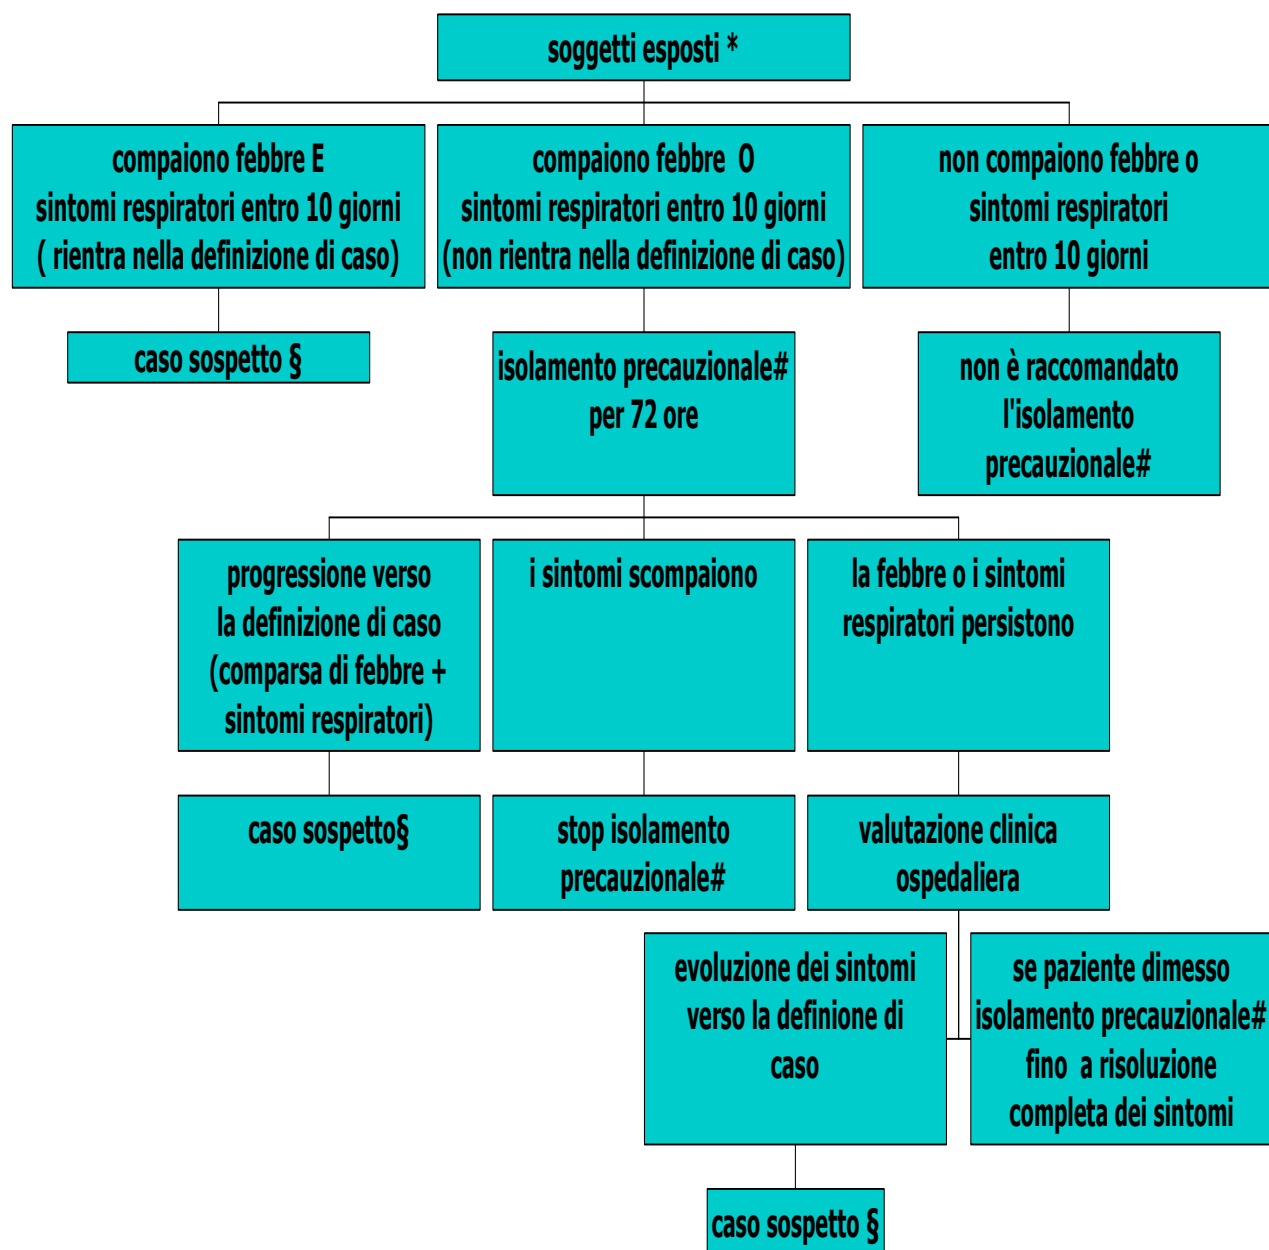 soggetti esposti *
compaiono febbre E
sintomi respiratori entro 10 giorni
( rientra nella definizione di caso)
compaiono febbre O
sintomi respiratori entro 10 giorni
(non rientra nella definizione di caso)
non compaiono febbre o
sintomi respiratori
entro 10 giorni
caso sospetto §
isolamento precauzionale#
per 72 ore
non è raccomandato
l'isolamento
precauzionale#
progressione verso
la definizione di caso
(comparsa di febbre +
sintomi respiratori)
i sintomi scompaiono
la febbre o i sintomi
respiratori persistono
caso sospetto§
stop isolamento
precauzionale#
valutazione clinica
ospedaliera
evoluzione dei sintomi
verso la definione di
caso
se paziente dimesso
isolamento precauzionale#
fino a risoluzione
completa dei sintomi
caso sospetto §